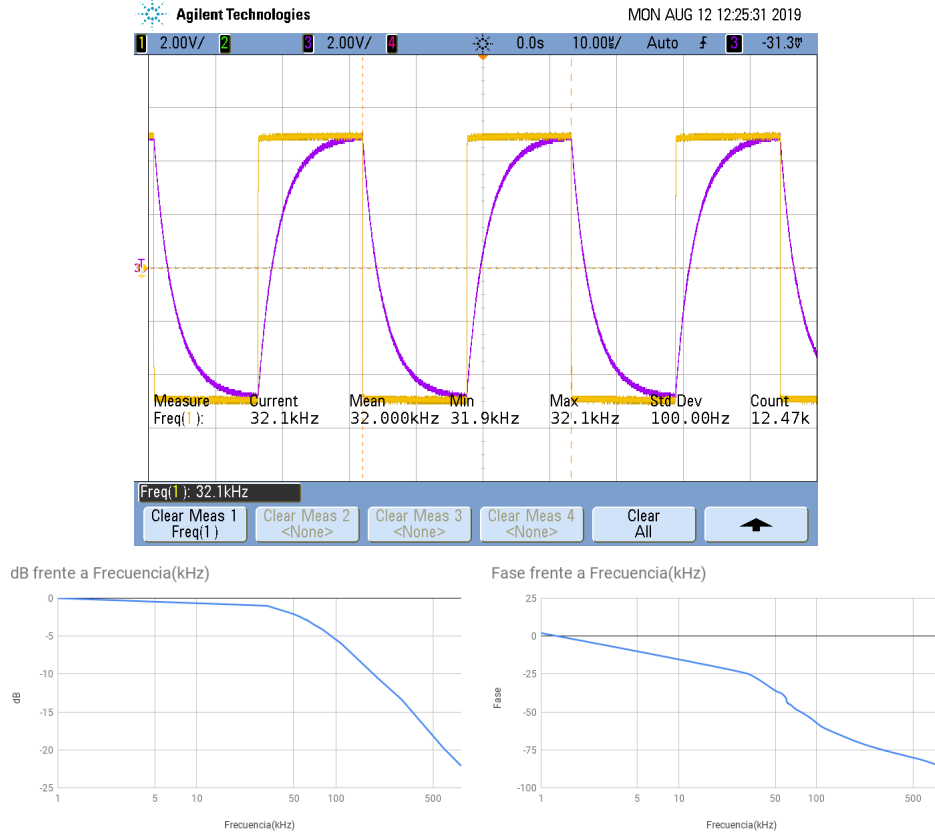 Agilent Technologies MON AUG 12 12:25:31 2019
1 2.00V/ 2 3 2.00V/ 4 0.0s 10.00µs/ Auto 3 -31.3mV
3 T
Measure Current Mean Min Max Std Dev Count
Freq(1): 32.1kHz 32.000kHz 31.9kHz 32.1kHz 100.00Hz 12.47k
Freq(1): 32.1kHz
Clear Meas 1 Clear Meas 2 Clear Meas 3 Clear Meas 4 Clear
Freq(1) <None> <None> <None> All
dB frente a Frecuencia(kHz)
0
-5
-10
-15
-20
-25
dB
1 5 10 50 100 500
Frecuencia(kHz)
Fase frente a Frecuencia(kHz)
25
0
-25
-50
-75
-100
Fase
1 5 10 50 100 500
Frecuencia(kHz)